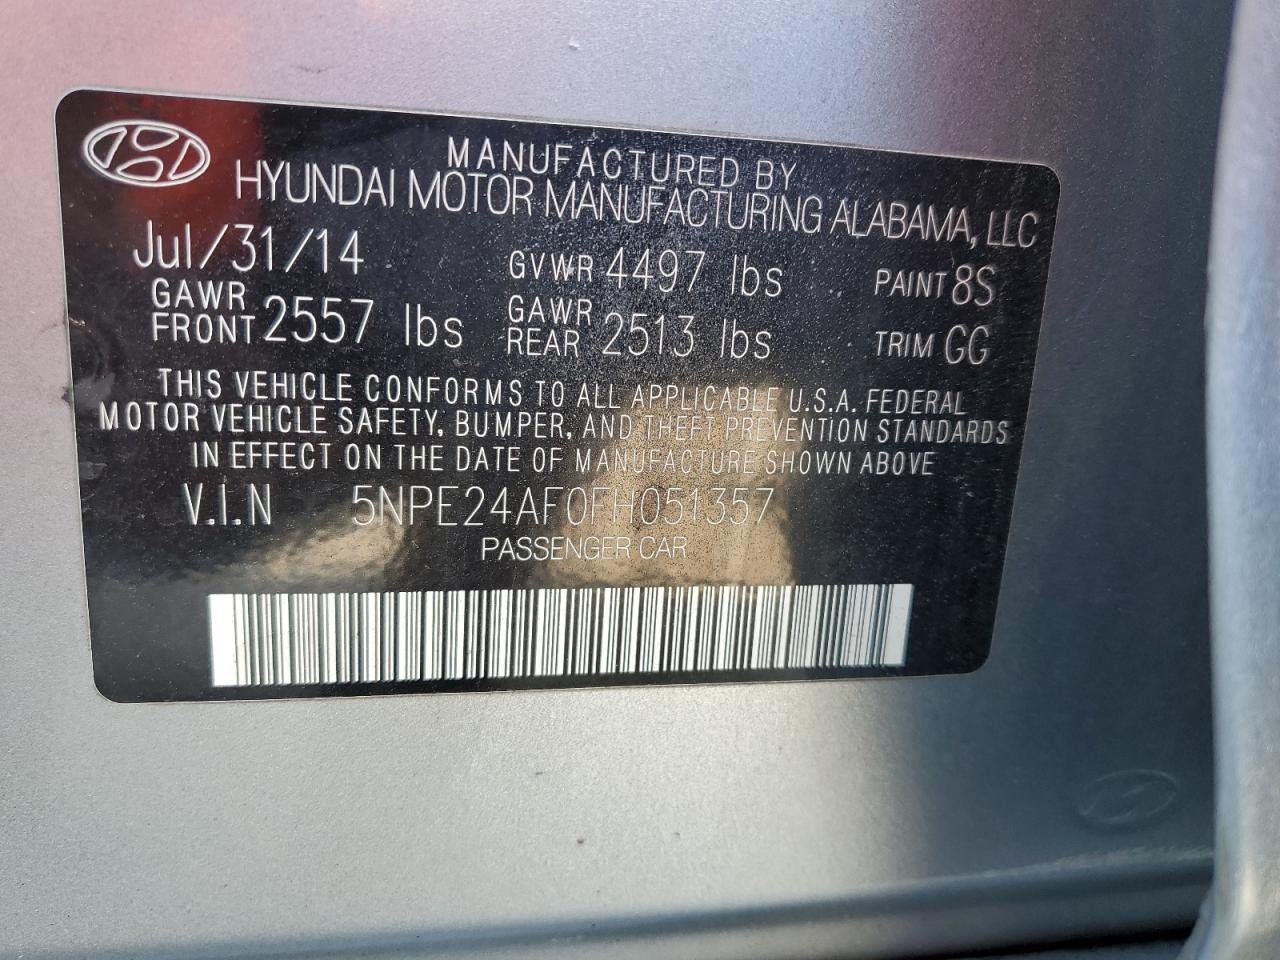 MANUFACTURED BY
HYUNDAI MOTOR MANUFACTURING ALABAMA, LLC
Jul/31/14 GVWR 4497 lbs PAINT 8S
GAWR FRONT 2557 lbs GAWR REAR 2513 lbs TRIM GG
THIS VEHICLE CONFORMS TO ALL APPLICABLE U.S.A. FEDERAL
MOTOR VEHICLE SAFETY, BUMPER, AND THEFT PREVENTION STANDARDS
IN EFFECT ON THE DATE OF MANUFACTURE SHOWN ABOVE
V.I.N 5NPE24AF0FH051357
PASSENGER CAR